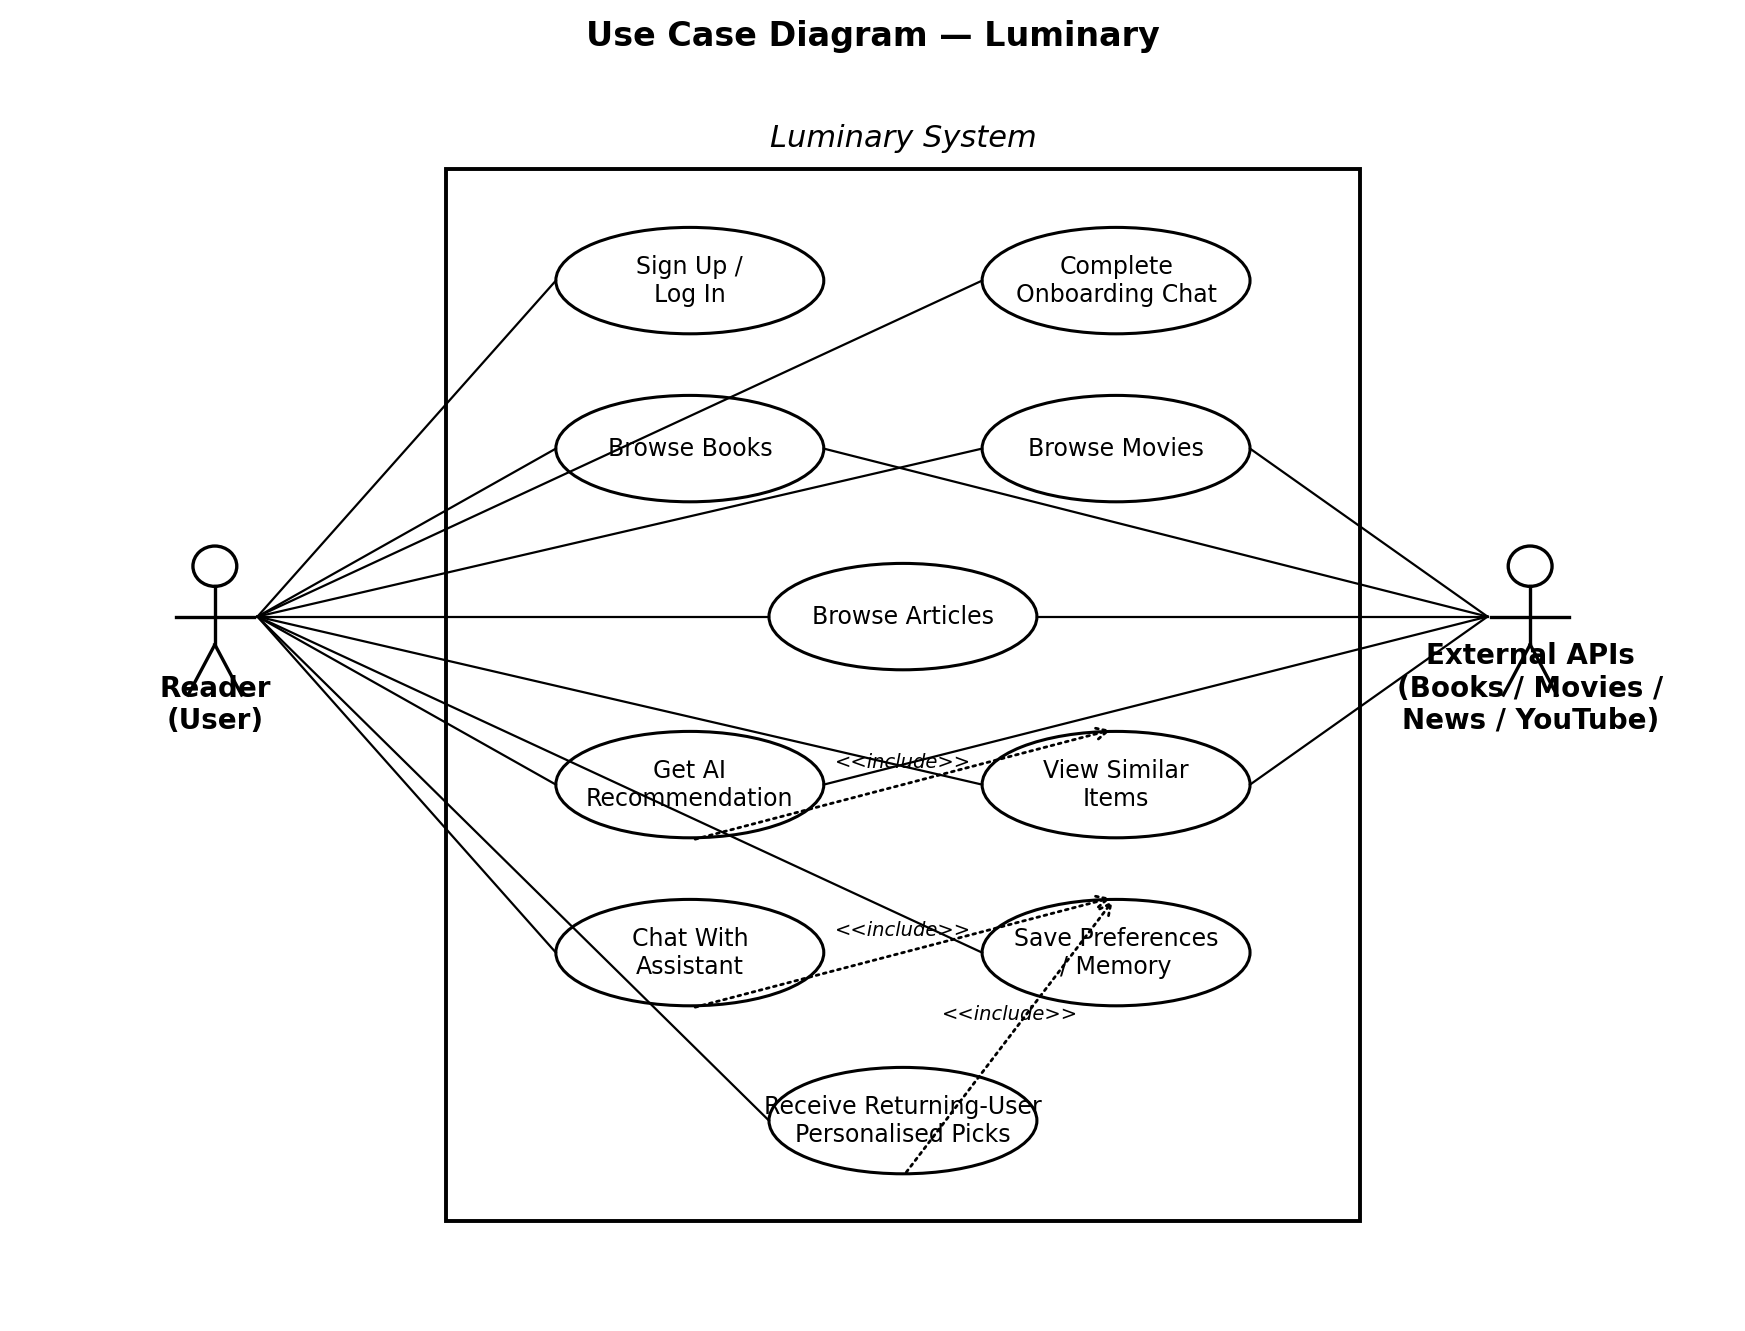 Use Case Diagram — Luminary
Luminary System
Sign Up /
Log In
Complete
Onboarding Chat
Browse Books
Browse Movies
Browse Articles
Reader
(User)
External APIs
(Books / Movies /
News / YouTube)
Get AI
Recommendation
<<include>>
View Similar
Items
Chat With
Assistant
<<include>>
Save Preferences
/ Memory
<<include>>
Receive Returning-User
Personalised Picks